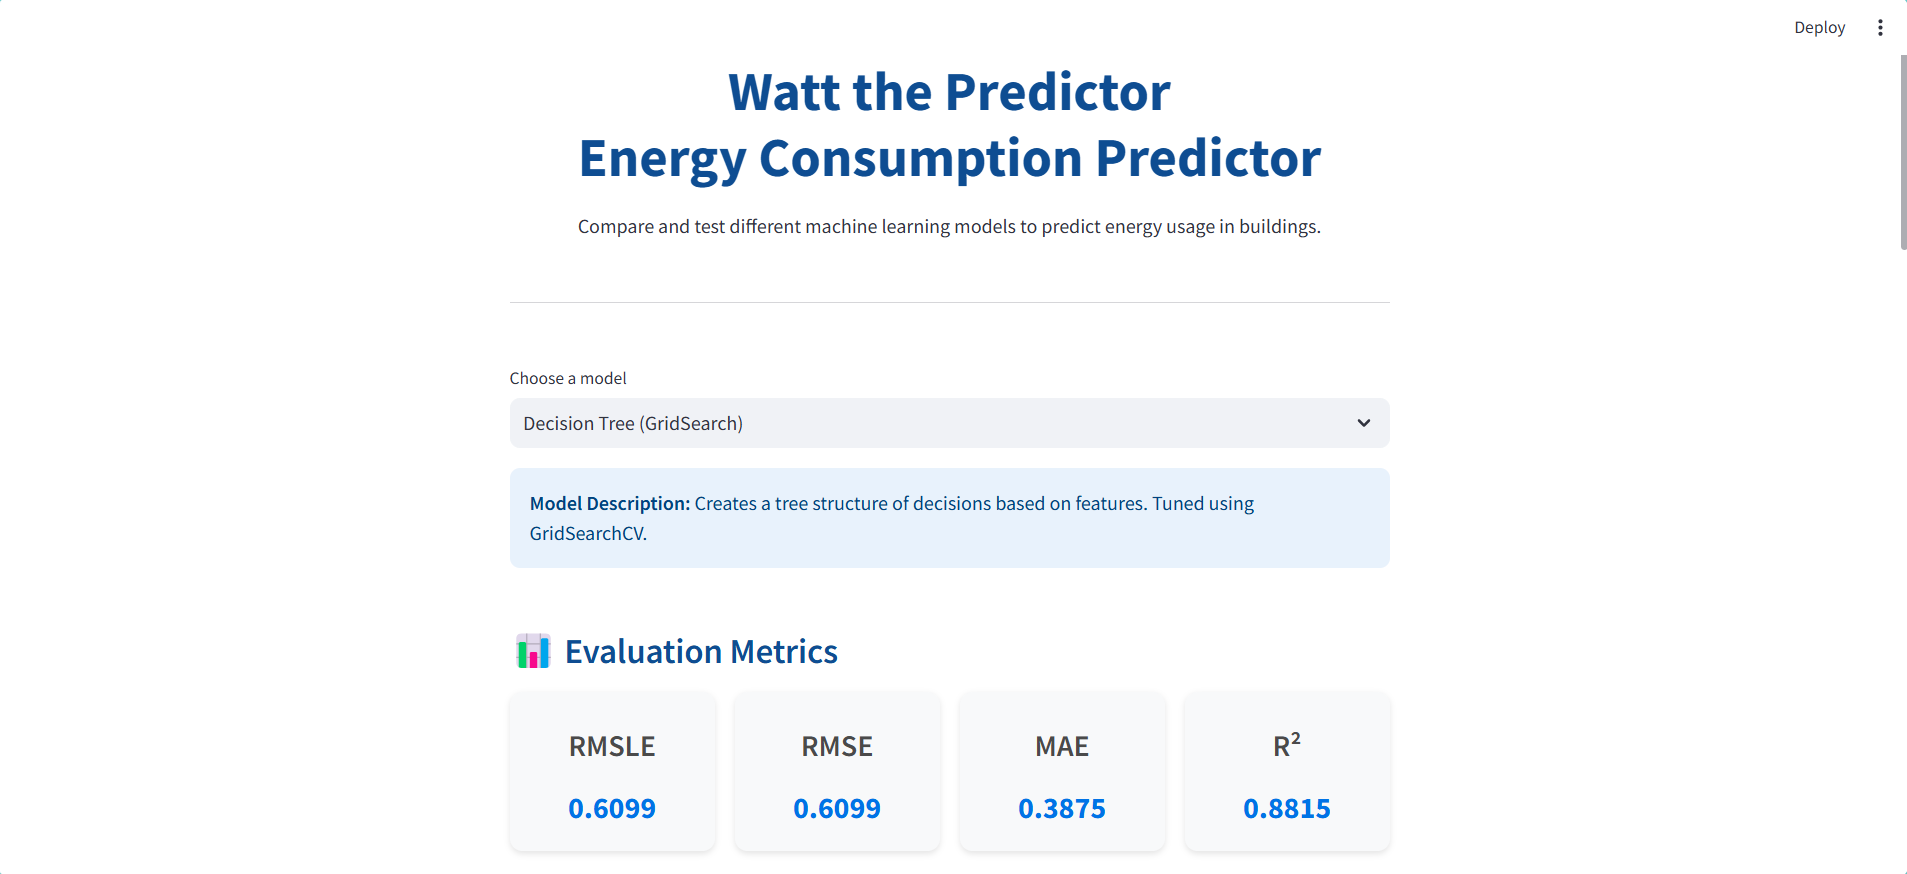 Deploy
Watt the Predictor
Energy Consumption Predictor
Compare and test different machine learning models to predict energy usage in buildings.
Choose a model
Decision Tree (GridSearch)
Model Description: Creates a tree structure of decisions based on features. Tuned using
GridSearchCV.
Evaluation Metrics
RMSLE
0.6099
RMSE
0.6099
MAE
0.3875
R²
0.8815